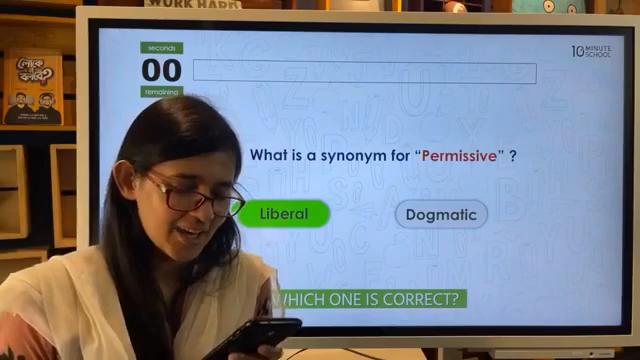 WORK HARD
seconds
00
remaining
10 MINUTE
SCHOOL
What is a synonym for “Permissive” ?
Liberal
Dogmatic
WHICH ONE IS CORRECT?
লোকে
কী
বলবে?